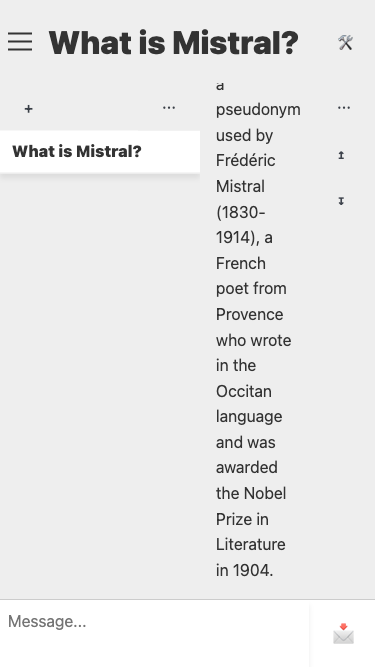 What is Mistral?
+
...
What is Mistral?
a
pseudonym
used by
Frédéric
Mistral
(1830-
1914), a
French
poet from
Provence
who wrote
in the
Occitan
language
and was
awarded
the Nobel
Prize in
Literature
in 1904.
...
↥
↧
Message...